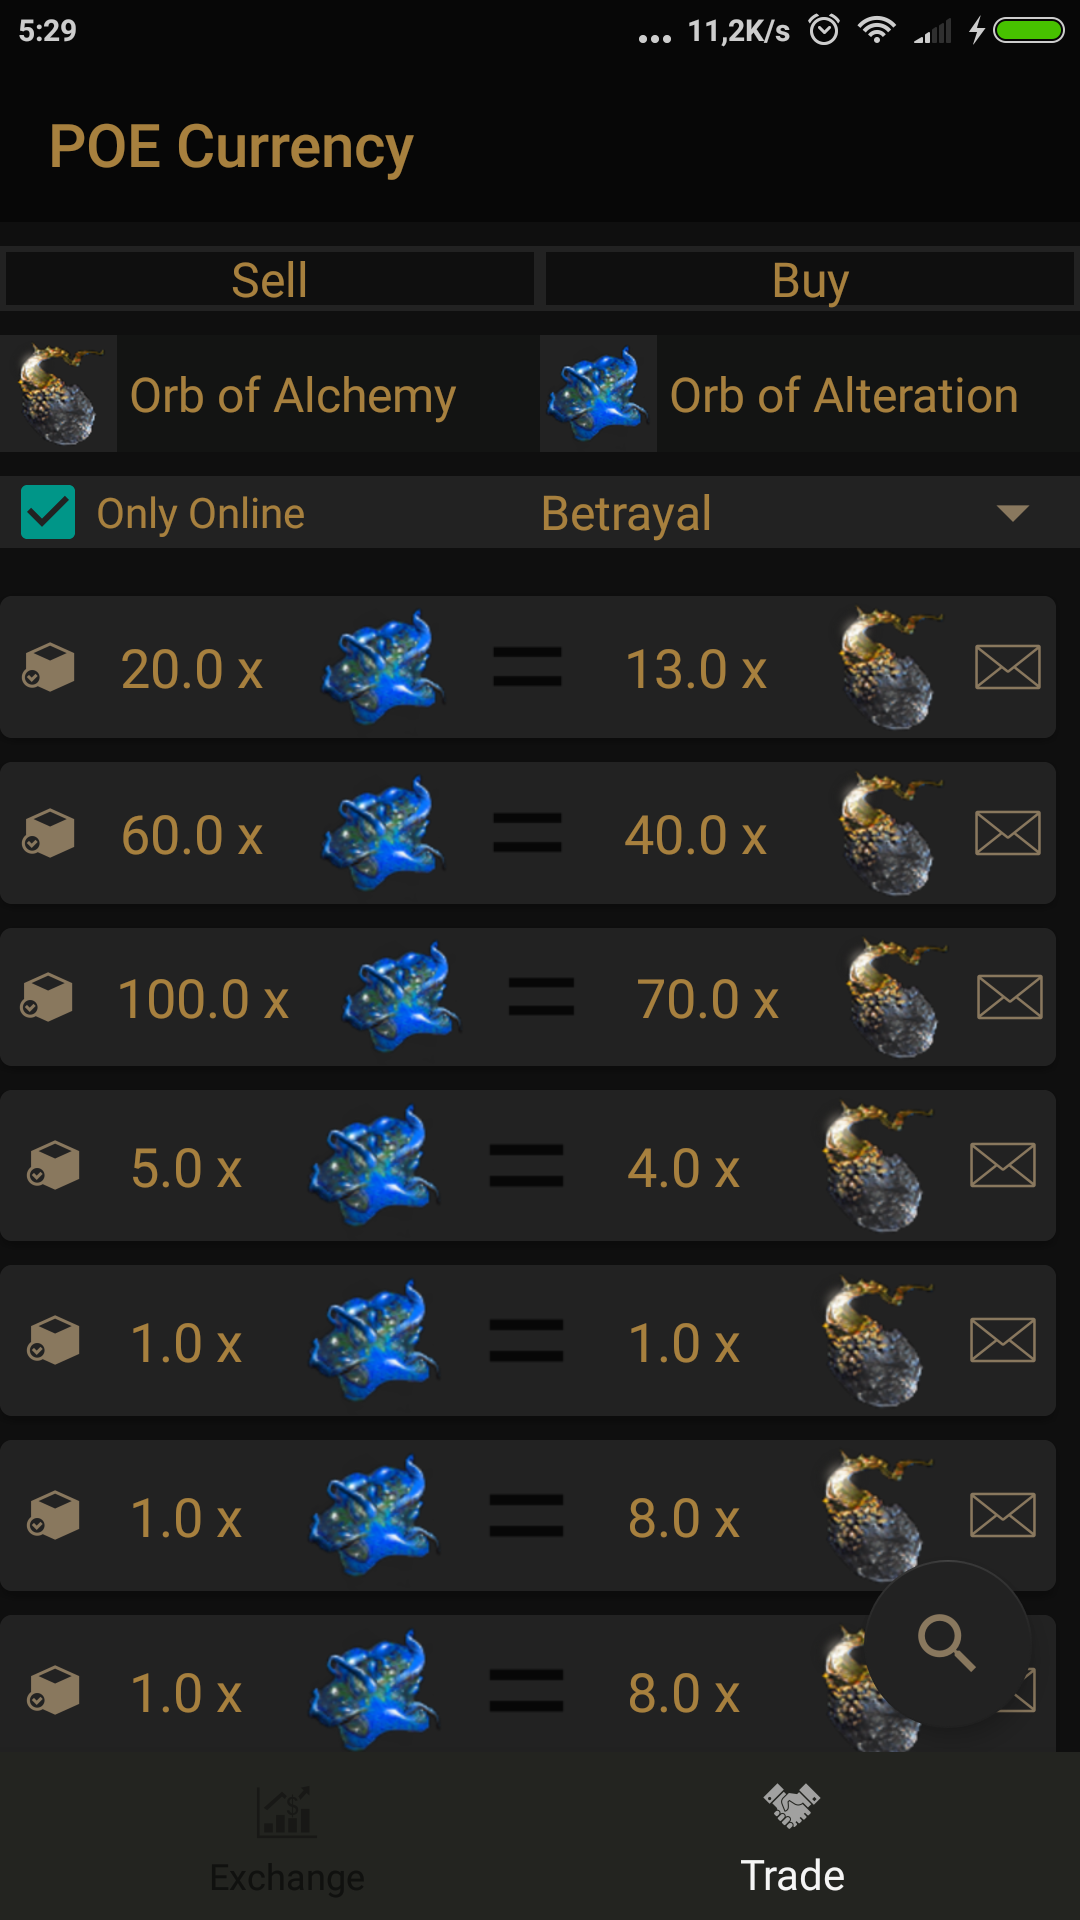 5:29 ... 11,2K/s
POE Currency
Sell Buy
Orb of Alchemy Orb of Alteration
Only Online Betrayal
20.0 x = 13.0 x
60.0 x = 40.0 x
100.0 x = 70.0 x
5.0 x = 4.0 x
1.0 x = 1.0 x
1.0 x = 8.0 x
1.0 x = 8.0 x
Exchange Trade